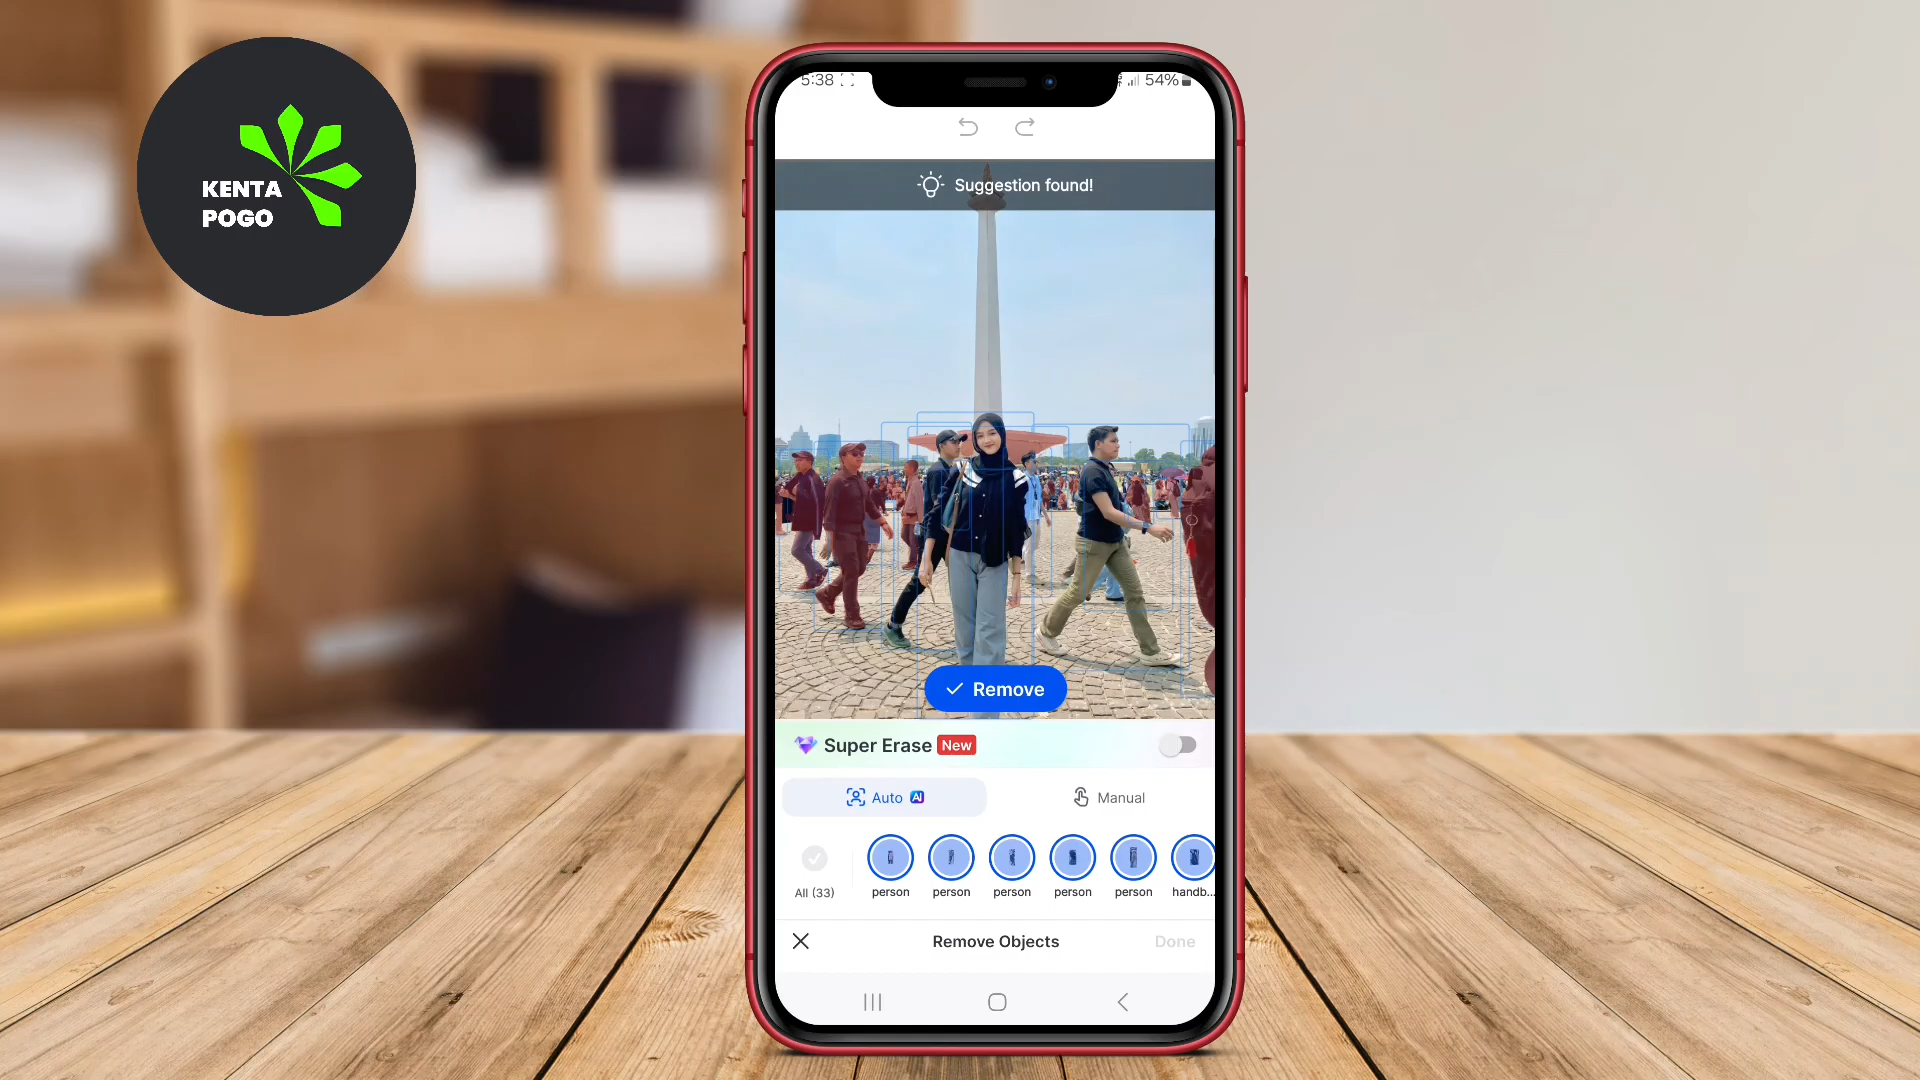 KENTA
POGO
5:38
54%
Suggestion found!
Remove
Super Erase New
Auto AI
Manual
All (33)
person
person
person
person
person
handb...
Remove Objects
Done